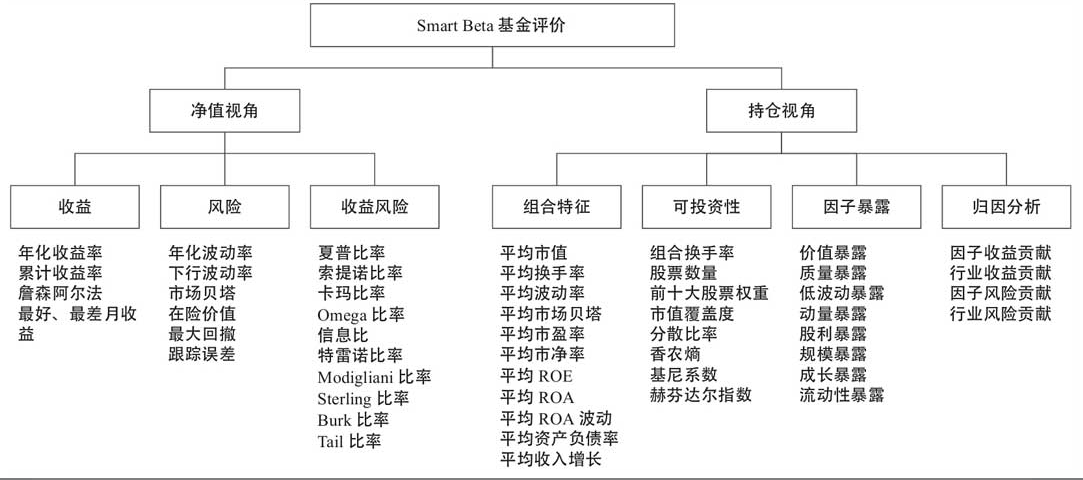 Smart Beta 基金评价
净值视角
持仓视角
收益
风险
收益风险
组合特征
可投资性
因子暴露
归因分析
年化收益率
累计收益率
詹森阿尔法
最好、最差月收
益
年化波动率
下行波动率
市场贝塔
在险价值
最大回撤
跟踪误差
夏普比率
索提诺比率
卡玛比率
Omega 比率
信息比
特雷诺比率
Modigliani 比率
Sterling 比率
Burk 比率
Tail 比率
平均市值
平均换手率
平均波动率
平均市场贝塔
平均市盈率
平均市净率
平均 ROE
平均 ROA
平均 ROA 波动
平均资产负债率
平均收入增长
组合换手率
股票数量
前十大股票权重
市值覆盖度
分散比率
香农熵
基尼系数
赫芬达尔指数
价值暴露
质量暴露
低波动暴露
动量暴露
股利暴露
规模暴露
成长暴露
流动性暴露
因子收益贡献
行业收益贡献
因子风险贡献
行业风险贡献